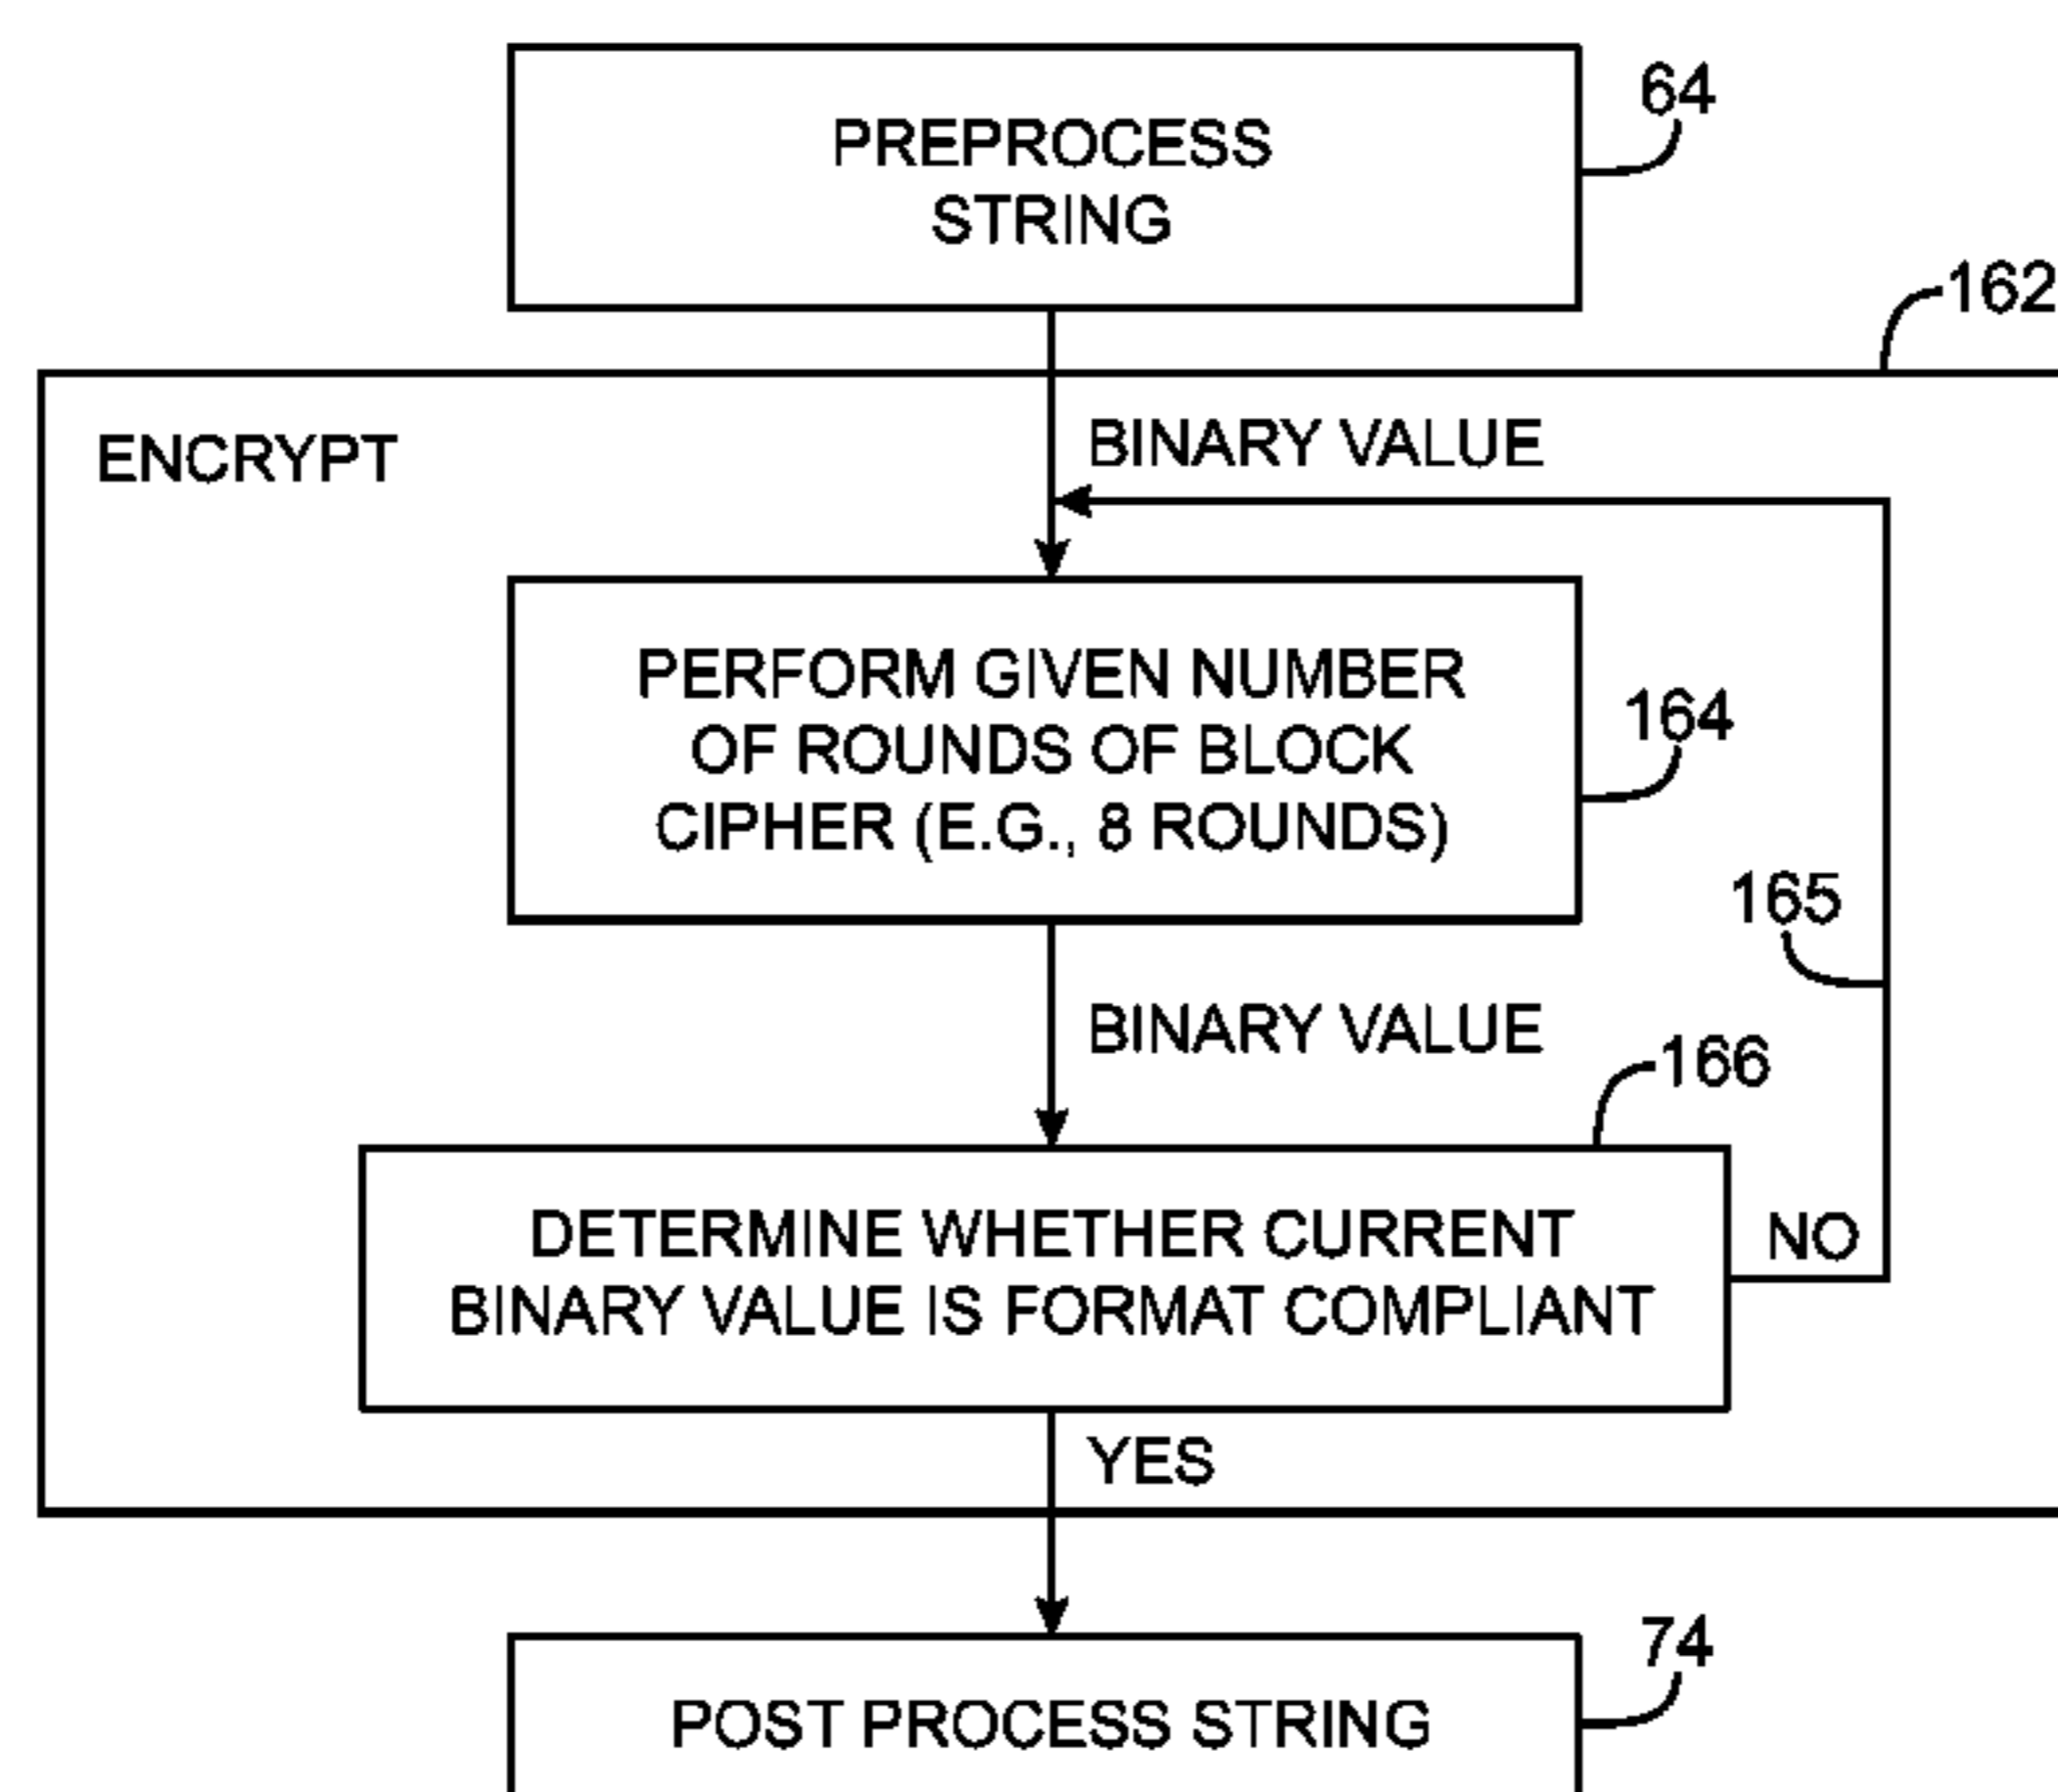 64
PREPROCESS
STRING
162
ENCRYPT
BINARY VALUE
PERFORM GIVEN NUMBER
OF ROUNDS OF BLOCK
CIPHER (E.G., 8 ROUNDS)
164
165
BINARY VALUE
166
DETERMINE WHETHER CURRENT
BINARY VALUE IS FORMAT COMPLIANT
NO
YES
74
POST PROCESS STRING